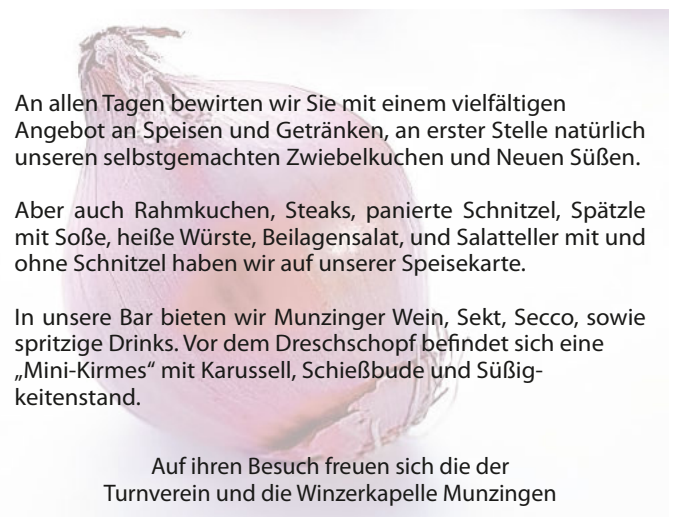 An allen Tagen bewirten wir Sie mit einem vielfältigen
Angebot an Speisen und Getränken, an erster Stelle natürlich
unseren selbstgemachten Zwiebelkuchen und Neuen Süßen.
Aber auch Rahmkuchen, Steaks, panierte Schnitzel, Spätzle
mit Soße, heiße Würste, Beilagensalat, und Salatteller mit und
ohne Schnitzel haben wir auf unserer Speisekarte.
In unsere Bar bieten wir Munzinger Wein, Sekt, Secco, sowie
spritzige Drinks. Vor dem Dreschschopf befindet sich eine
„Mini-Kirmes“ mit Karussell, Schießbude und Süßig-
keitenstand.
Auf ihren Besuch freuen sich die der
Turnverein und die Winzerkapelle Munzingen